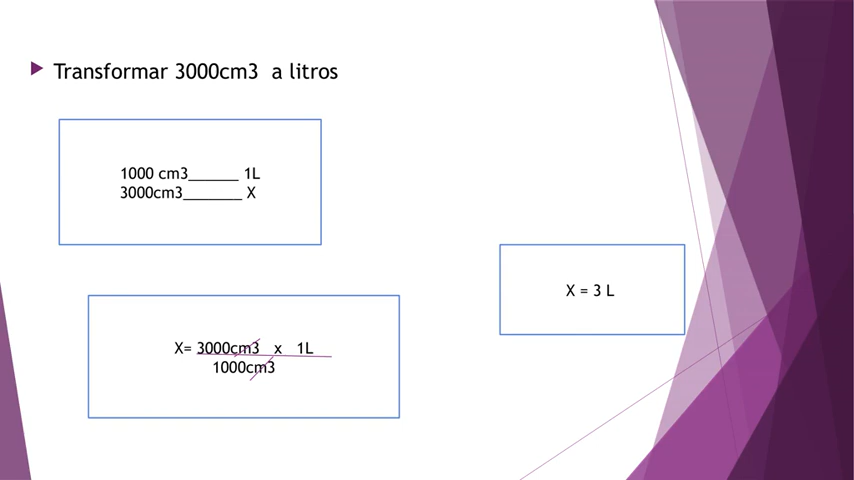 Transformar 3000cm3 a litros
1000 cm3______ 1L
3000cm3_______ X
X= 3000cm3 x 1L
1000cm3
X = 3 L